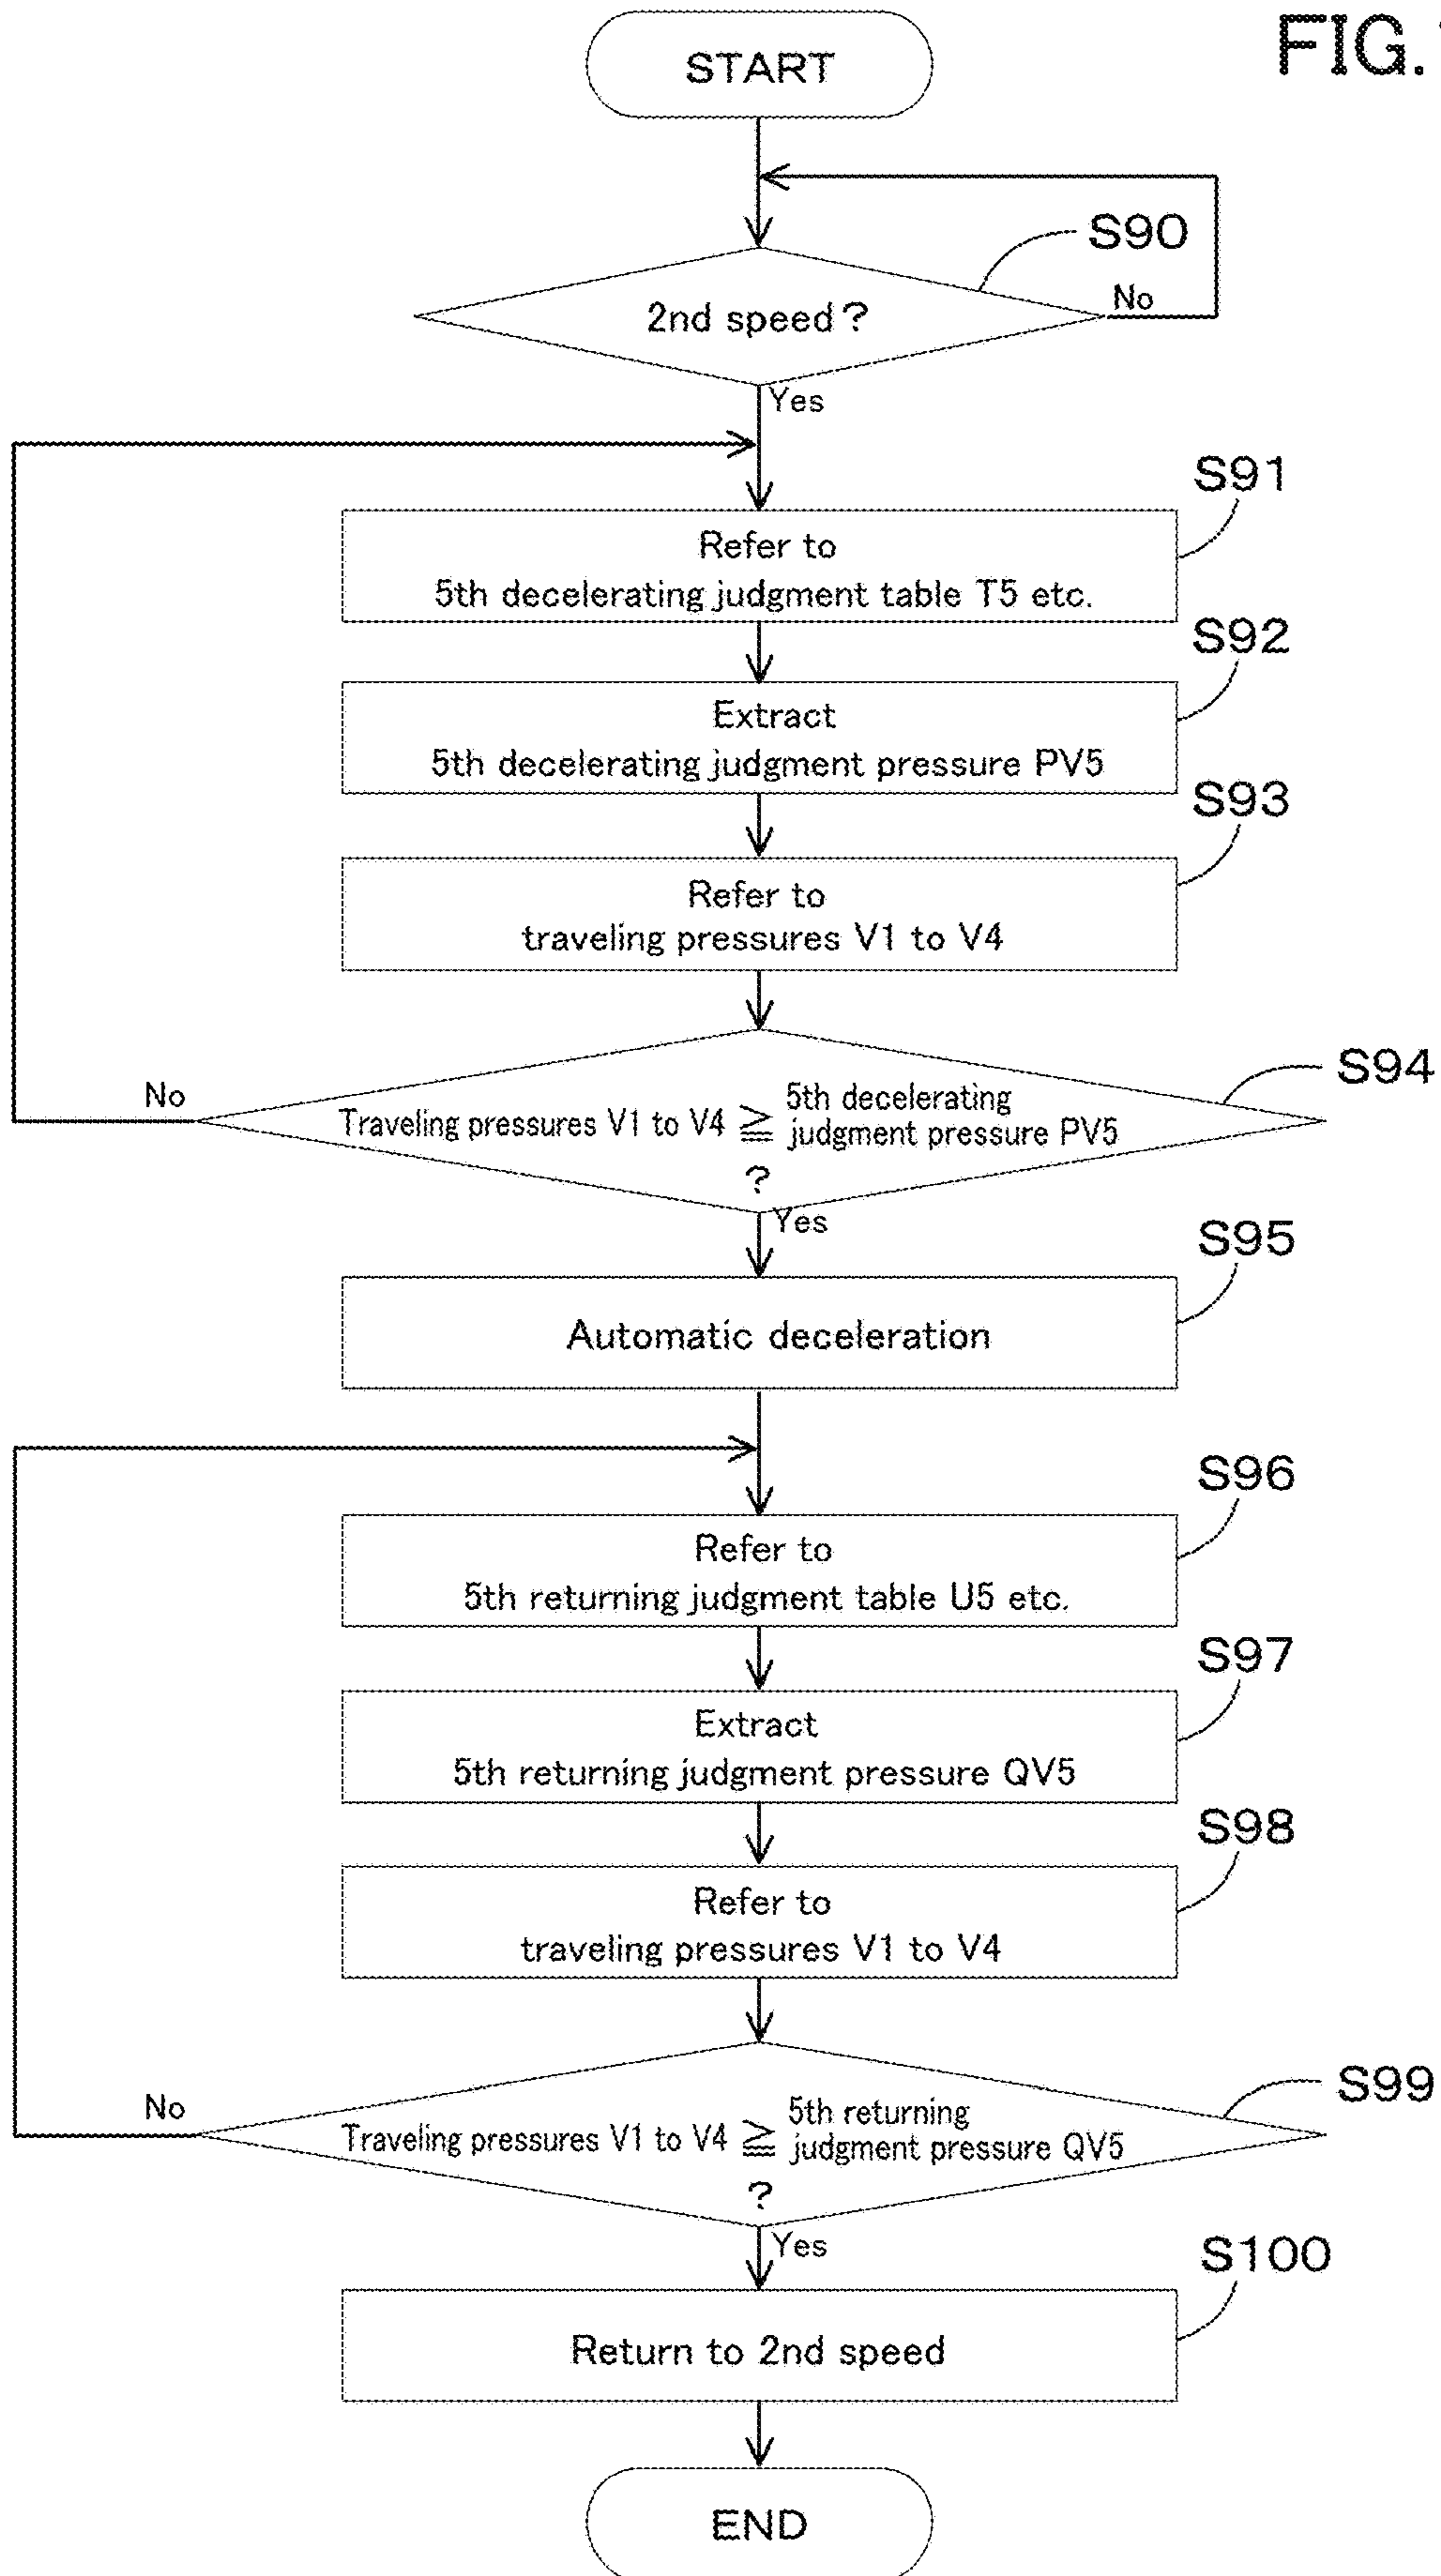 FIG.
START
S90
2nd speed?
No
Yes
S91
Refer to
5th decelerating judgment table T5 etc.
S92
Extract
5th decelerating judgment pressure PV5
S93
Refer to
traveling pressures V1 to V4
S94
No
Traveling pressures V1 to V4 ≧ 5th decelerating
judgment pressure PV5
?
Yes
S95
Automatic deceleration
S96
Refer to
5th returning judgment table U5 etc.
S97
Extract
5th returning judgment pressure QV5
S98
Refer to
traveling pressures V1 to V4
S99
No
Traveling pressures V1 to V4 ≧ 5th returning
judgment pressure QV5
?
Yes
S100
Return to 2nd speed
END